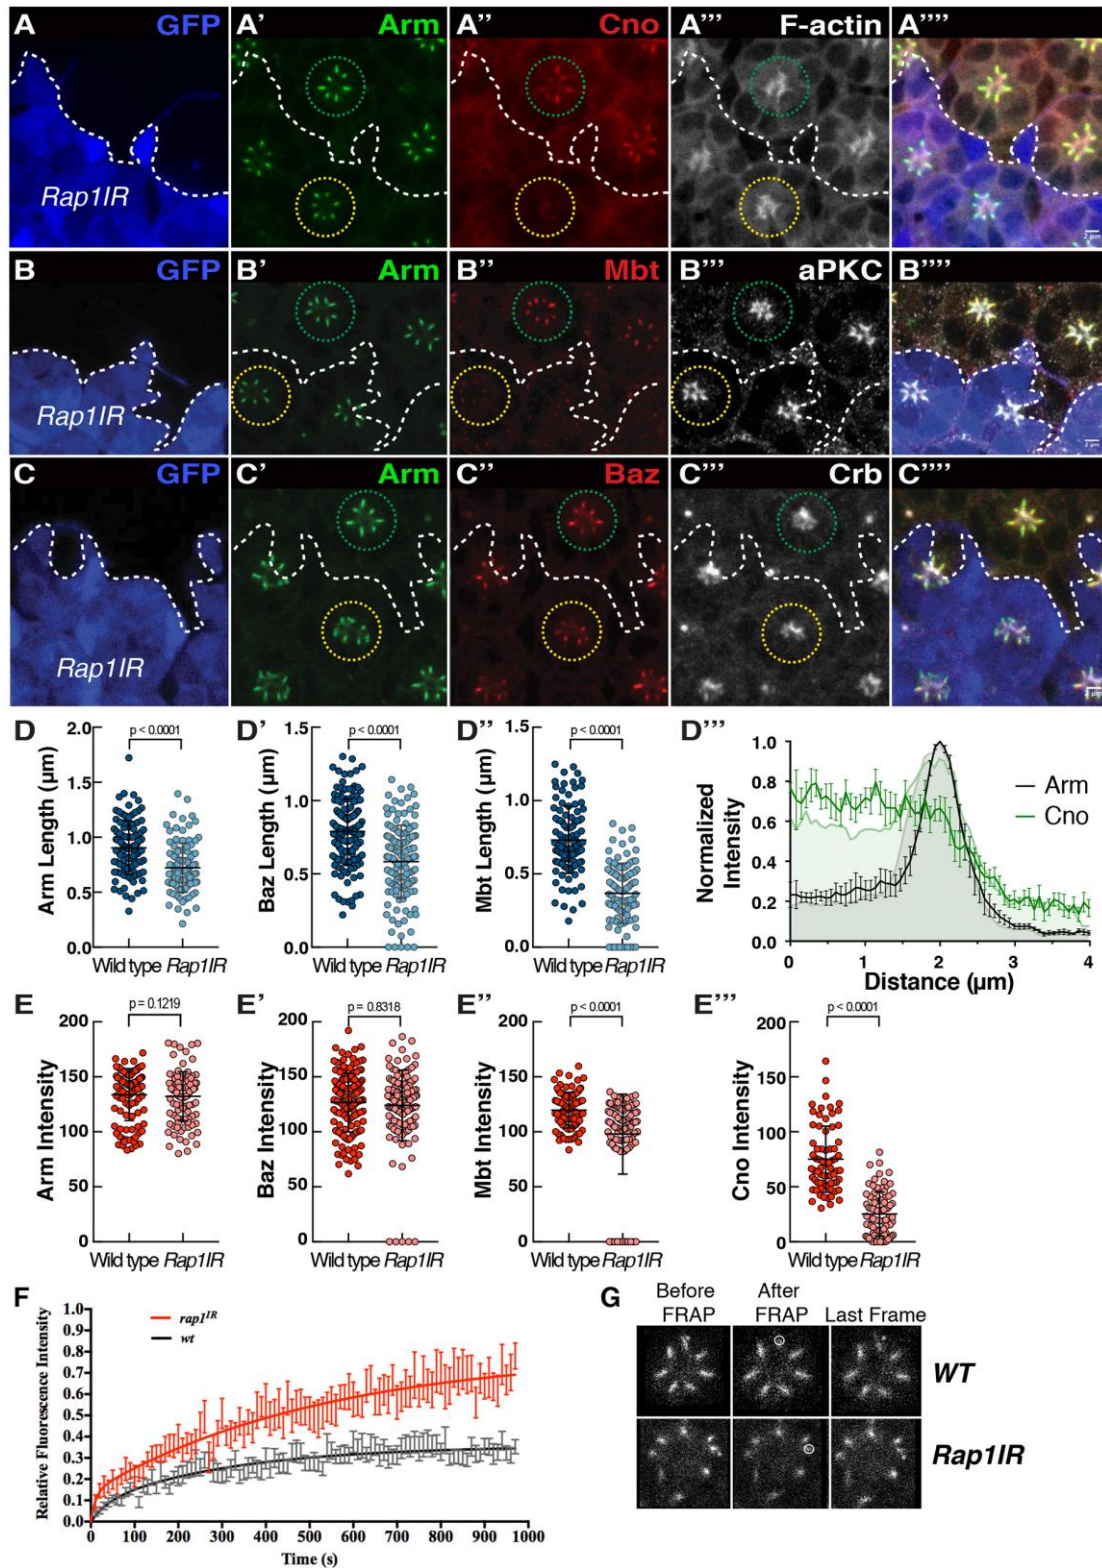 A GFP A' Arm A'' Cno A''' F-actin A''''
Rap1IR
2 µm
B GFP B' Arm B'' Mbt B''' aPKC B''''
Rap1IR
2 µm
C GFP C' Arm C'' Baz C''' Crb C''''
Rap1IR
2 µm
D
p < 0.0001
Arm Length (µm)
2.0
1.5
1.0
0.5
0.0
Wild type Rap1IR
D'
p < 0.0001
Baz Length (µm)
1.5
1.0
0.5
0.0
Wild type Rap1IR
D''
p < 0.0001
Mbt Length (µm)
1.5
1.0
0.5
0.0
Wild type Rap1IR
D'''
Normalized
Intensity
1.0
0.8
0.6
0.4
0.2
0.0
Arm
Cno
0 1 2 3 4
Distance (µm)
E
p = 0.1219
Arm Intensity
200
150
100
50
0
Wild type Rap1IR
E'
p = 0.8318
Baz Intensity
200
150
100
50
0
Wild type Rap1IR
E''
p < 0.0001
Mbt Intensity
200
150
100
50
0
Wild type Rap1IR
E'''
p < 0.0001
Cno Intensity
200
150
100
50
0
Wild type Rap1IR
F
Relative Fluorescence Intensity
1.0
0.9
0.8
0.7
0.6
0.5
0.4
0.3
0.2
0.1
0.0
rap1IR
wt
0 100 200 300 400 500 600 700 800 900 1000
Time (s)
G
Before
FRAP
After
FRAP
Last Frame
WT
Rap1IR